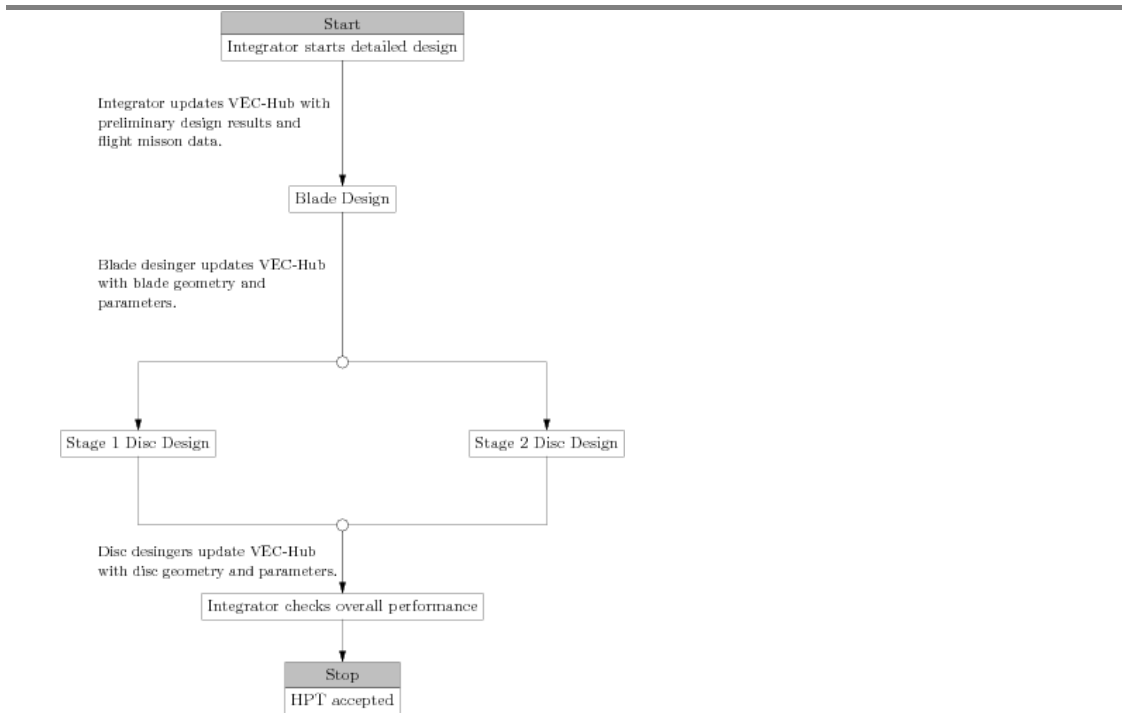 Start
Integrator starts detailed design
Integrator updates VEC-Hub with
preliminary design results and
flight misson data.
Blade Design
Blade desinger updates VEC-Hub
with blade geometry and
parameters.
Stage 1 Disc Design
Stage 2 Disc Design
Disc desingers update VEC-Hub
with disc geometry and parameters.
Integrator checks overall performance
Stop
HPT accepted